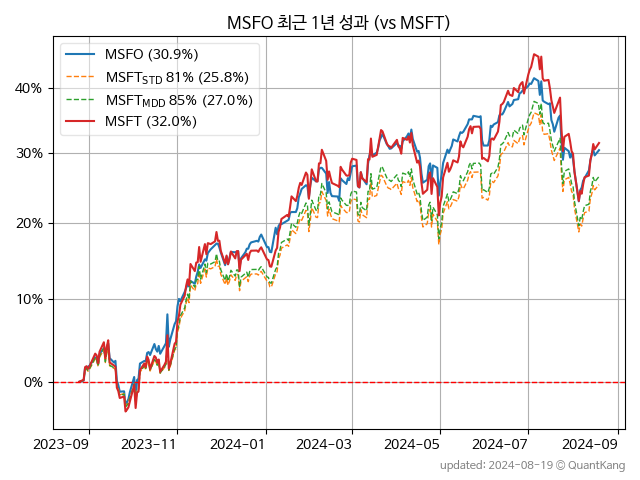 MSFO 최근 1년 성과 (vs MSFT)
MSFO (30.9%)
MSFT_STD 81% (25.8%)
MSFT_MDD 85% (27.0%)
MSFT (32.0%)
40%
30%
20%
10%
0%
2023-09 2023-11 2024-01 2024-03 2024-05 2024-07 2024-09
updated: 2024-08-19 © QuantKang